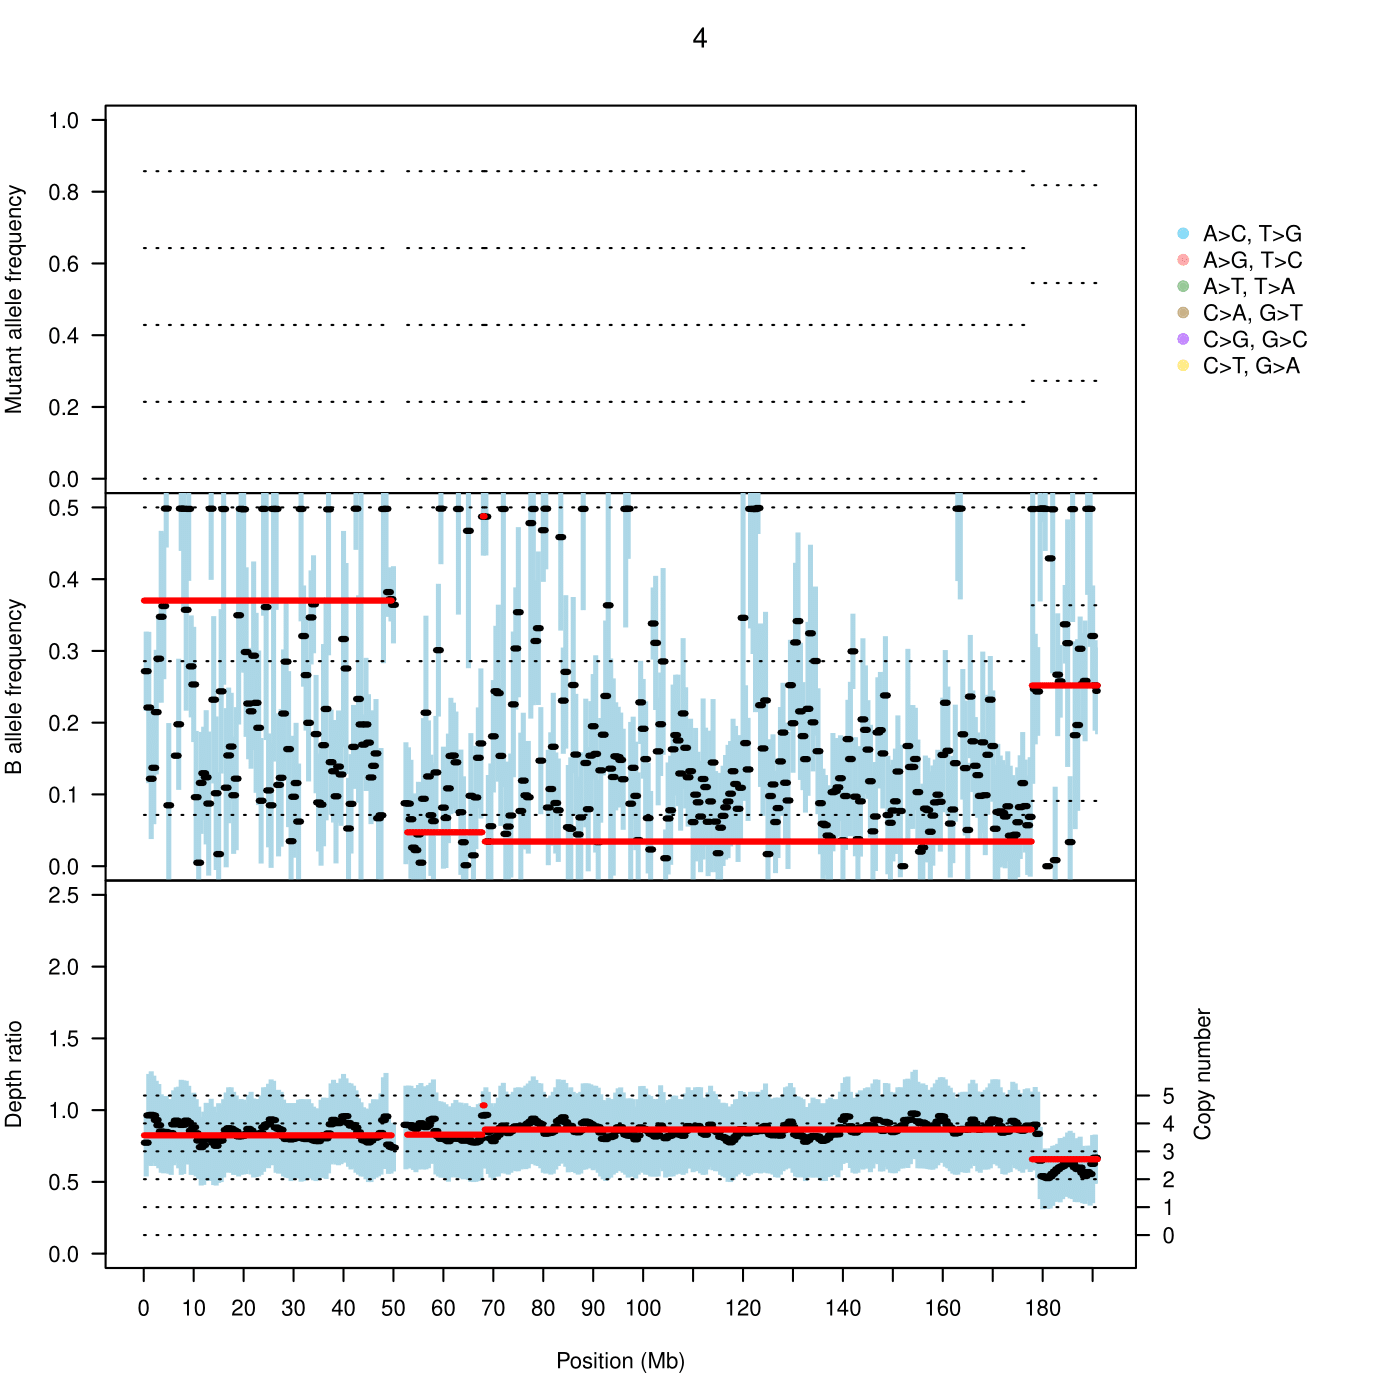 4
Mutant allele frequency
1.0
0.8
0.6
0.4
0.2
0.0
A>C, T>G
A>G, T>C
A>T, T>A
C>A, G>T
C>G, G>C
C>T, G>A
B allele frequency
0.5
0.4
0.3
0.2
0.1
0.0
Depth ratio
2.5
2.0
1.5
1.0
0.5
0.0
5
4
3
2
1
0
Copy number
0 10 20 30 40 50 60 70 80 90 100 120 140 160 180
Position (Mb)